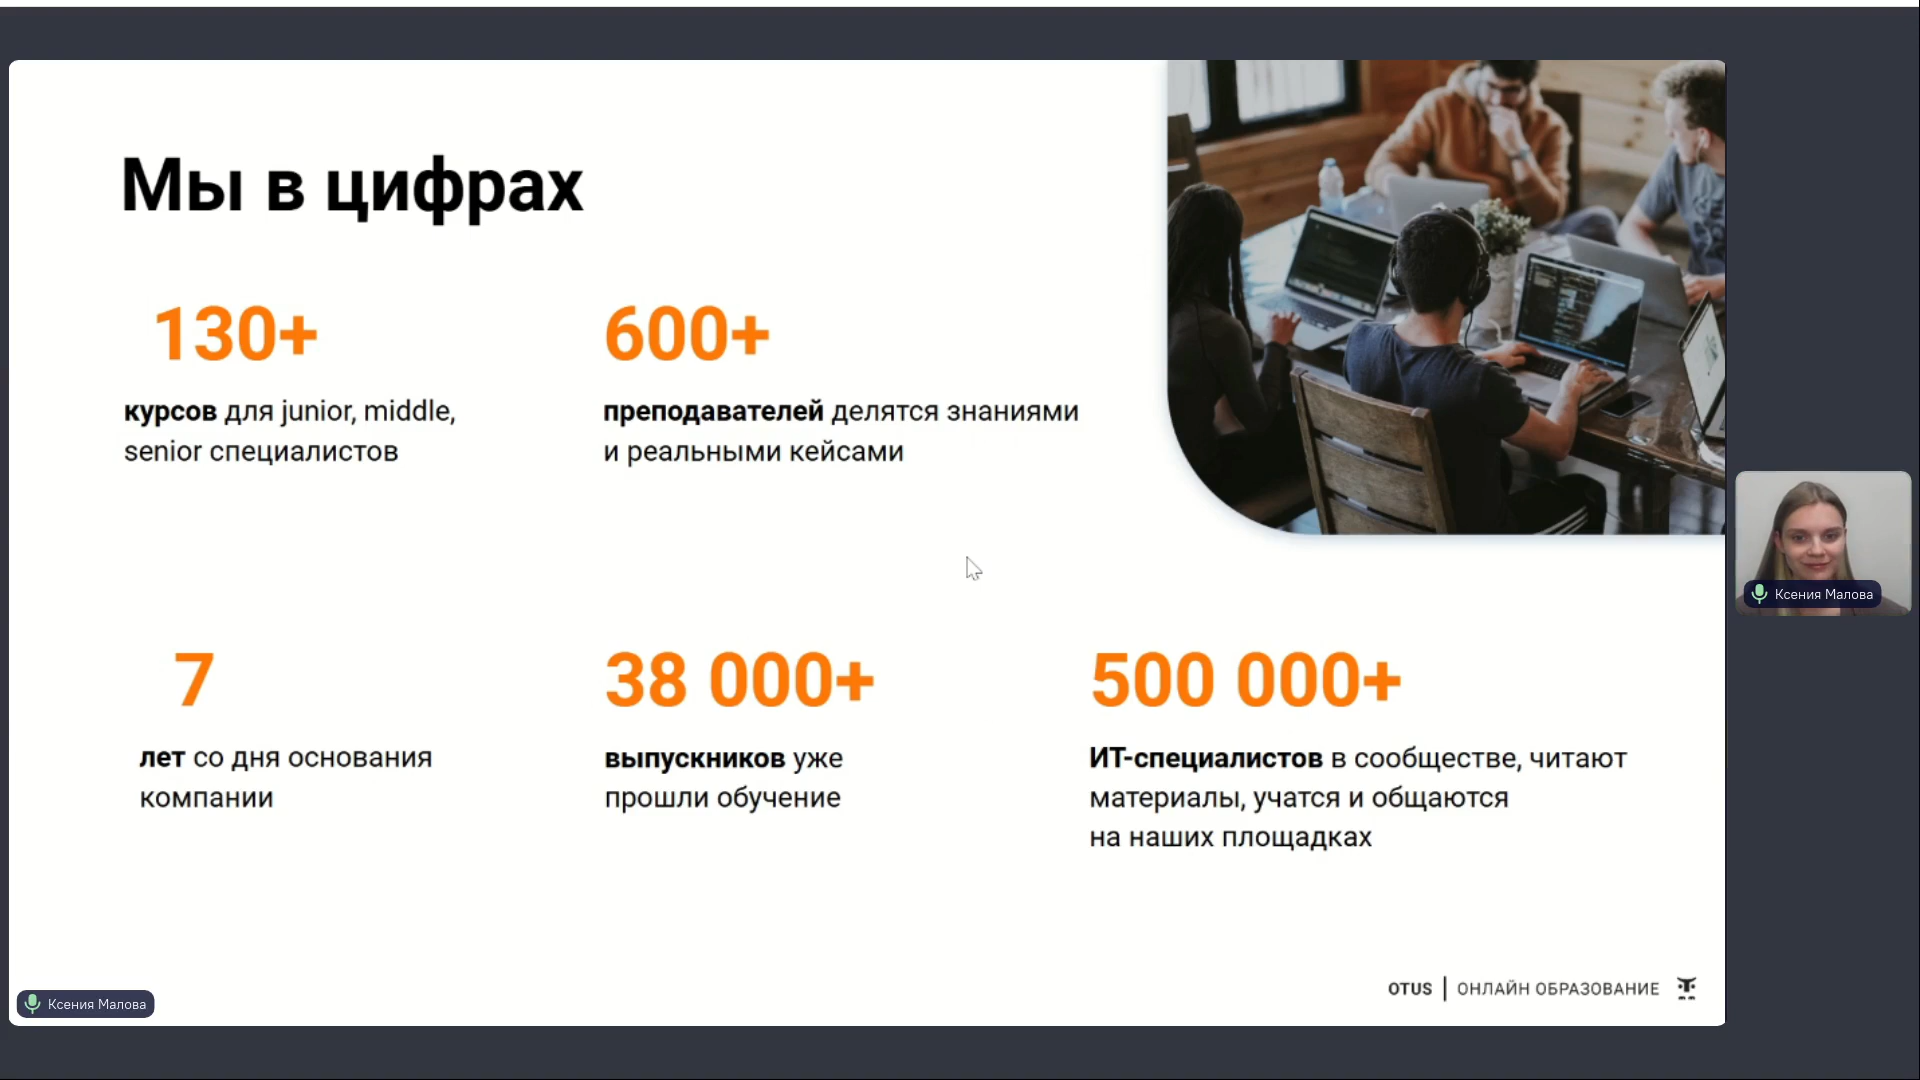 Мы в цифрах
130+
курсов для junior, middle,
senior специалистов
600+
преподавателей делятся знаниями
и реальными кейсами
7
лет со дня основания
компании
38 000+
выпускников уже
прошли обучение
500 000+
ИТ-специалистов в сообществе, читают
материалы, учатся и общаются
на наших площадках
OTUS | ОНЛАЙН ОБРАЗОВАНИЕ
Ксения Малова
Ксения Малова